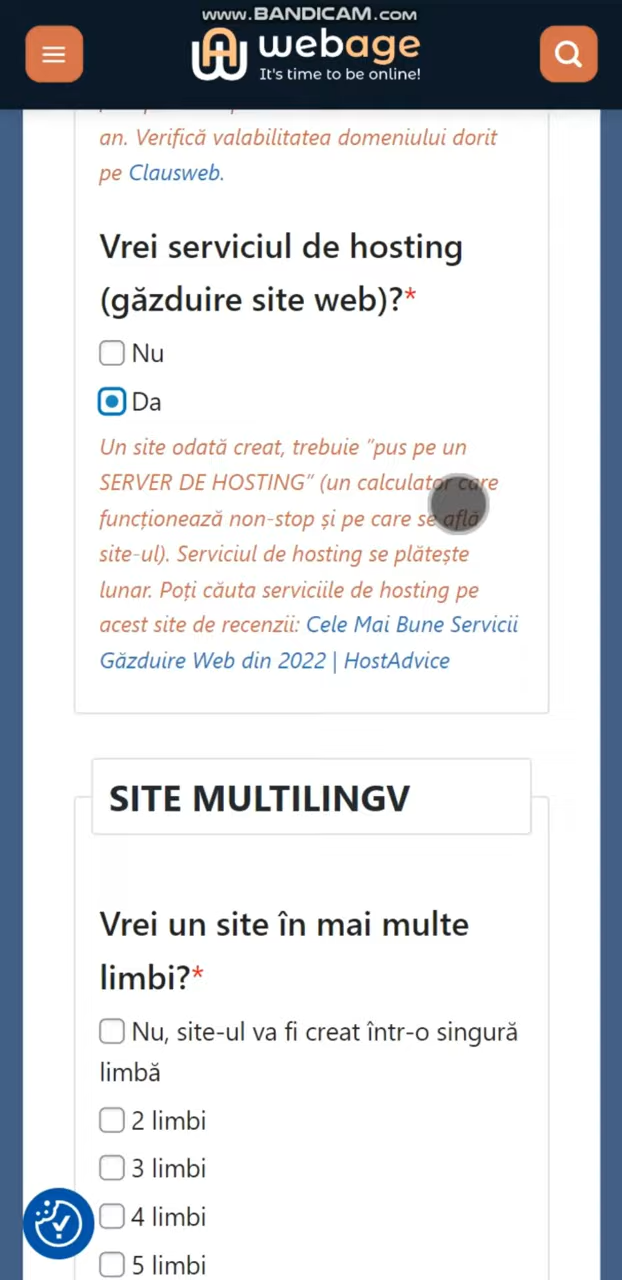 www.BANDICAM.com
webage
It's time to be online!
an. Verifică valabilitatea domeniului dorit
pe Clausweb.
Vrei serviciul de hosting
(găzduire site web)?*
Nu
Da
Un site odată creat, trebuie ”pus pe un
SERVER DE HOSTING” (un calculator care
funcționează non-stop și pe care se află
site-ul). Serviciul de hosting se plătește
lunar. Poți căuta serviciile de hosting pe
acest site de recenzii: Cele Mai Bune Servicii
Găzduire Web din 2022 | HostAdvice
SITE MULTILINGV
Vrei un site în mai multe
limbi?*
Nu, site-ul va fi creat într-o singură
limbă
2 limbi
3 limbi
4 limbi
5 limbi